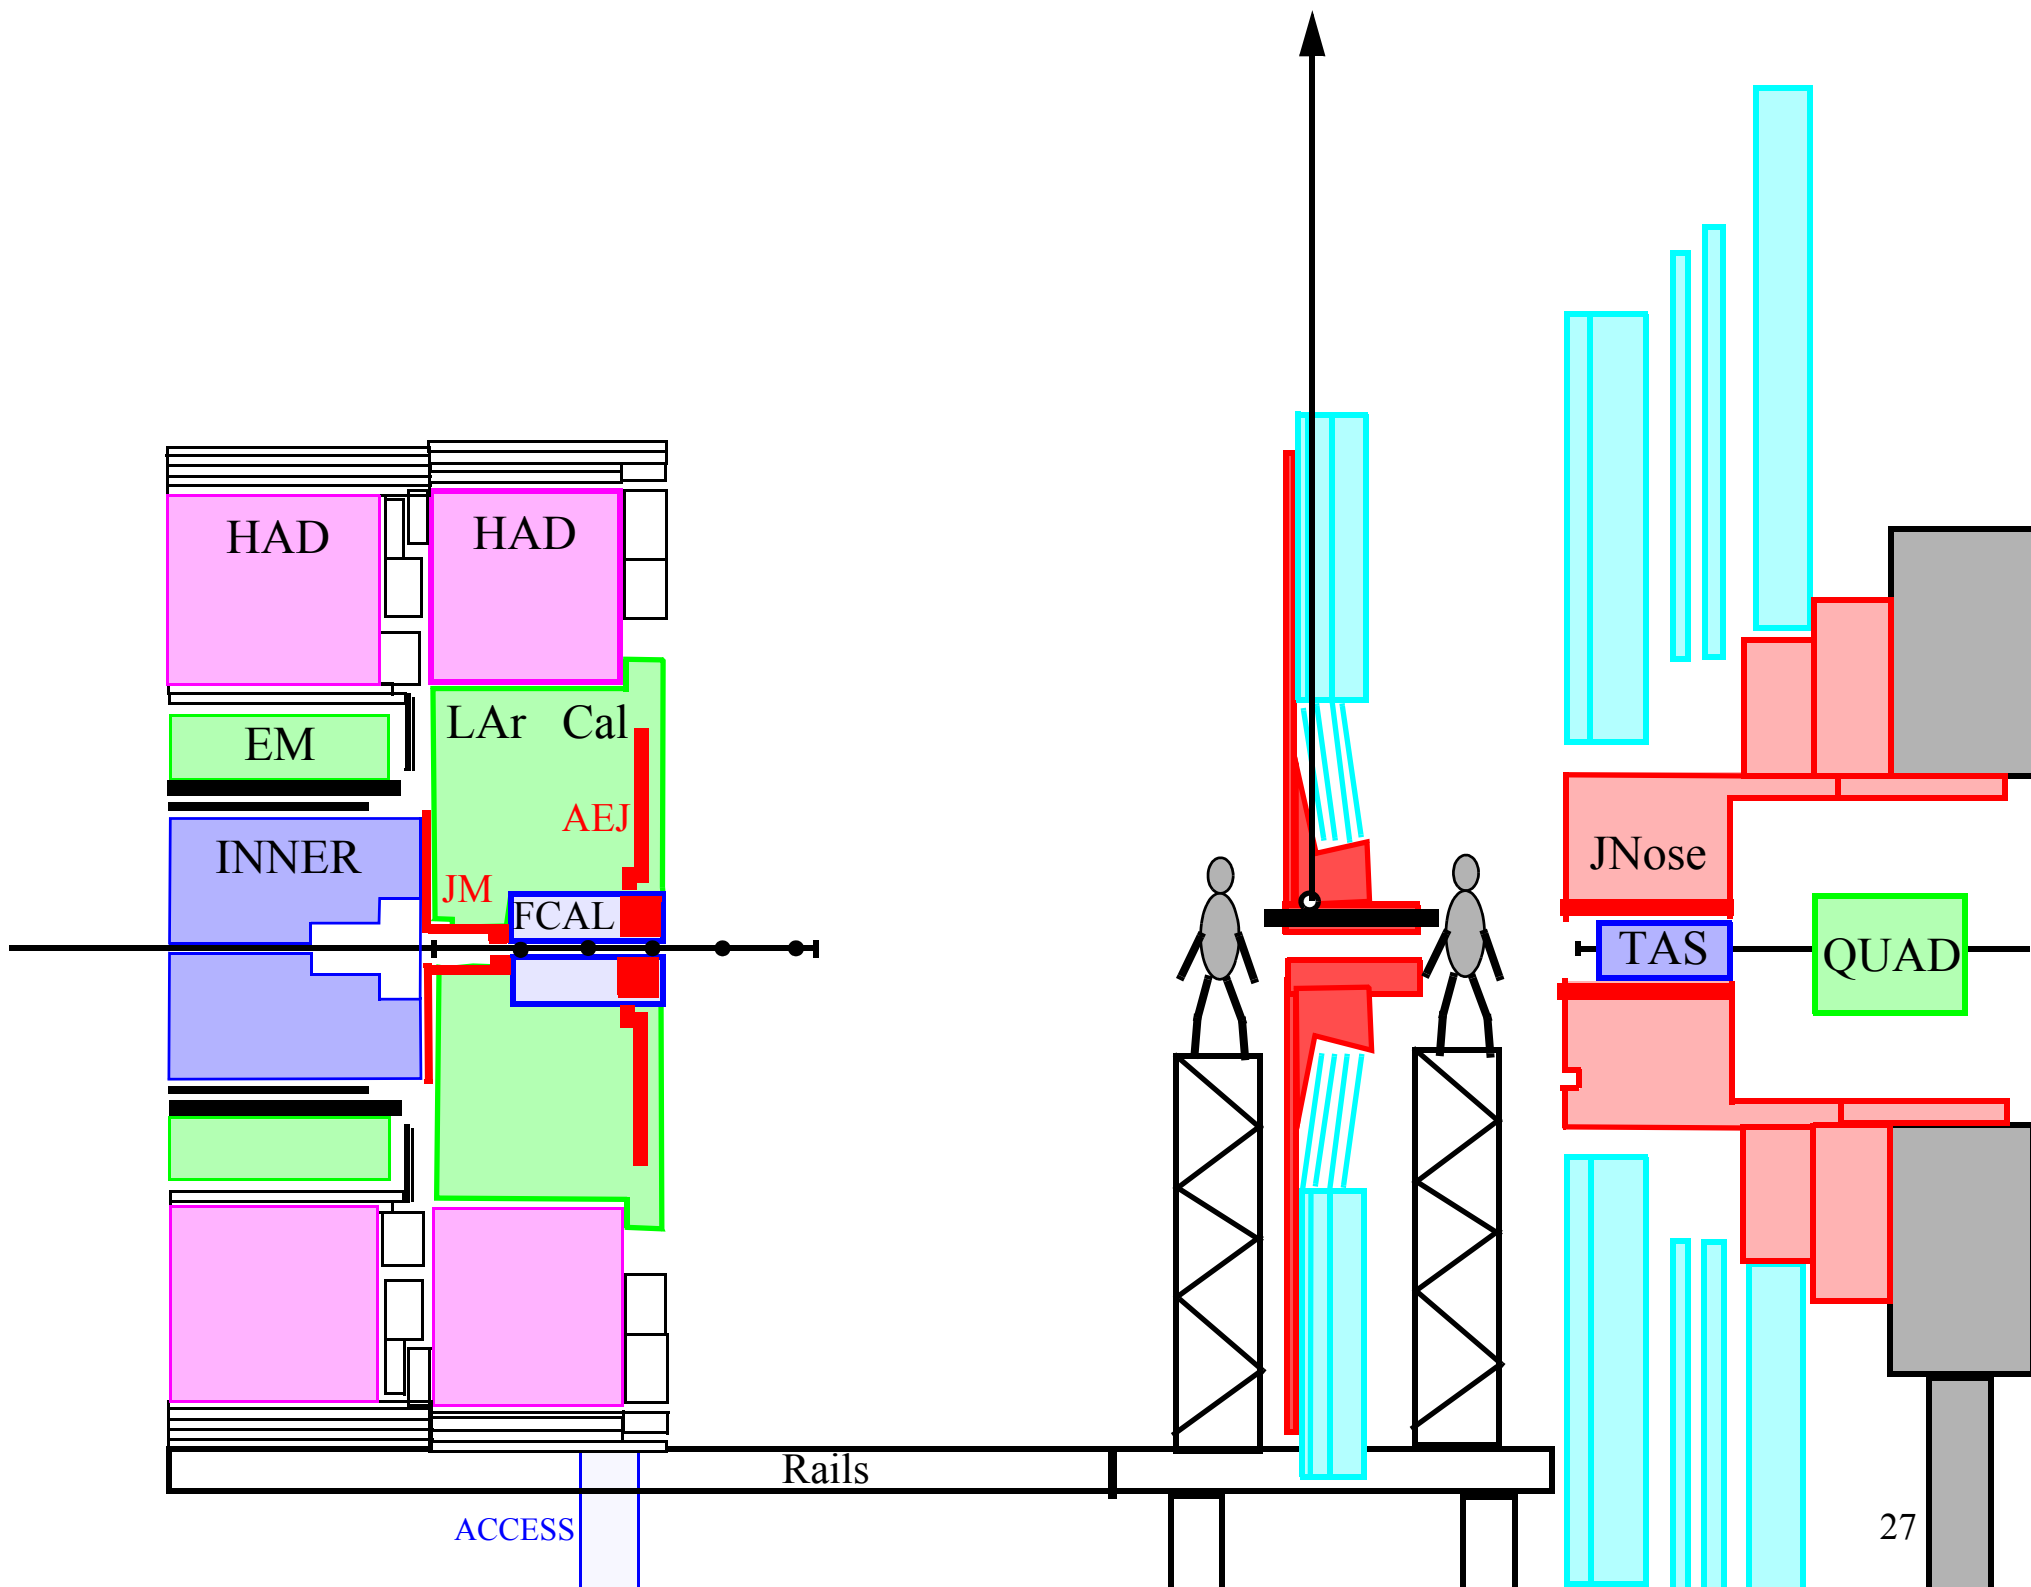 HAD HAD
LAr Cal
EM
AEJ
INNER
JNose
JM
FCAL
TAS
QUAD
Rails
ACCESS
27